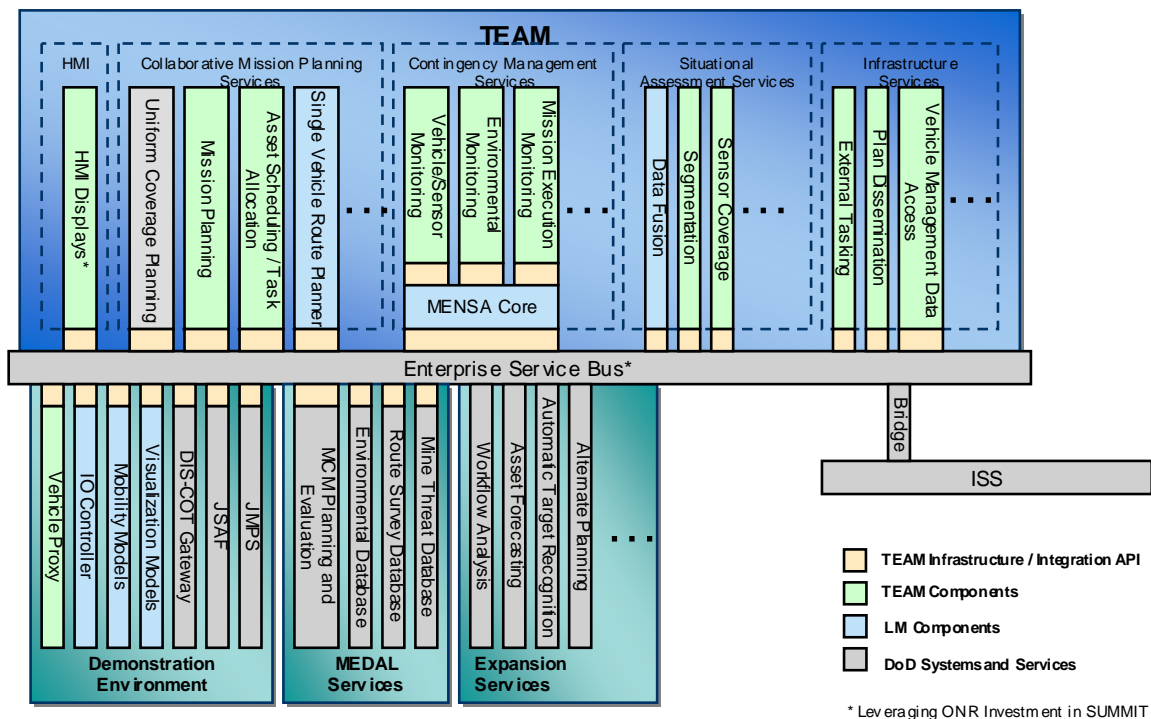 TEAM
HMI
Collaborative Mission Planning
Services
Contingency Management
Services
Situational
Assessment Services
Infrastructure
Services
HMI Displays*
Uniform Coverage Planning
Mission Planning
Asset Scheduling / Task
Allocation
Single Vehicle Route Planner
...
Vehicle/Sensor
Monitoring
Environmental
Monitoring
Mission Execution
Monitoring
...
MENSA Core
Data Fusion
Segmentation
Sensor Coverage
...
External Tasking
Plan Dissemination
Vehicle Management Data
Access
...
Enterprise Service Bus*
Vehicle Proxy
IO Controller
Mobility Models
Visualization Models
DIS-COT Gateway
JSAF
JMPS
Demonstration
Environment
MCM Planning and
Evaluation
Environmental Database
Route Survey Database
Mine Threat Database
MEDAL
Services
Workflow Analysis
Asset Forecasting
Automatic Target Recognition
Alternate Planning
...
Expansion
Services
Bridge
ISS
TEAM Infrastructure / Integration API
TEAM Components
LM Components
DoD Systems and Services
* Leveraging ONR Investment in SUMMIT